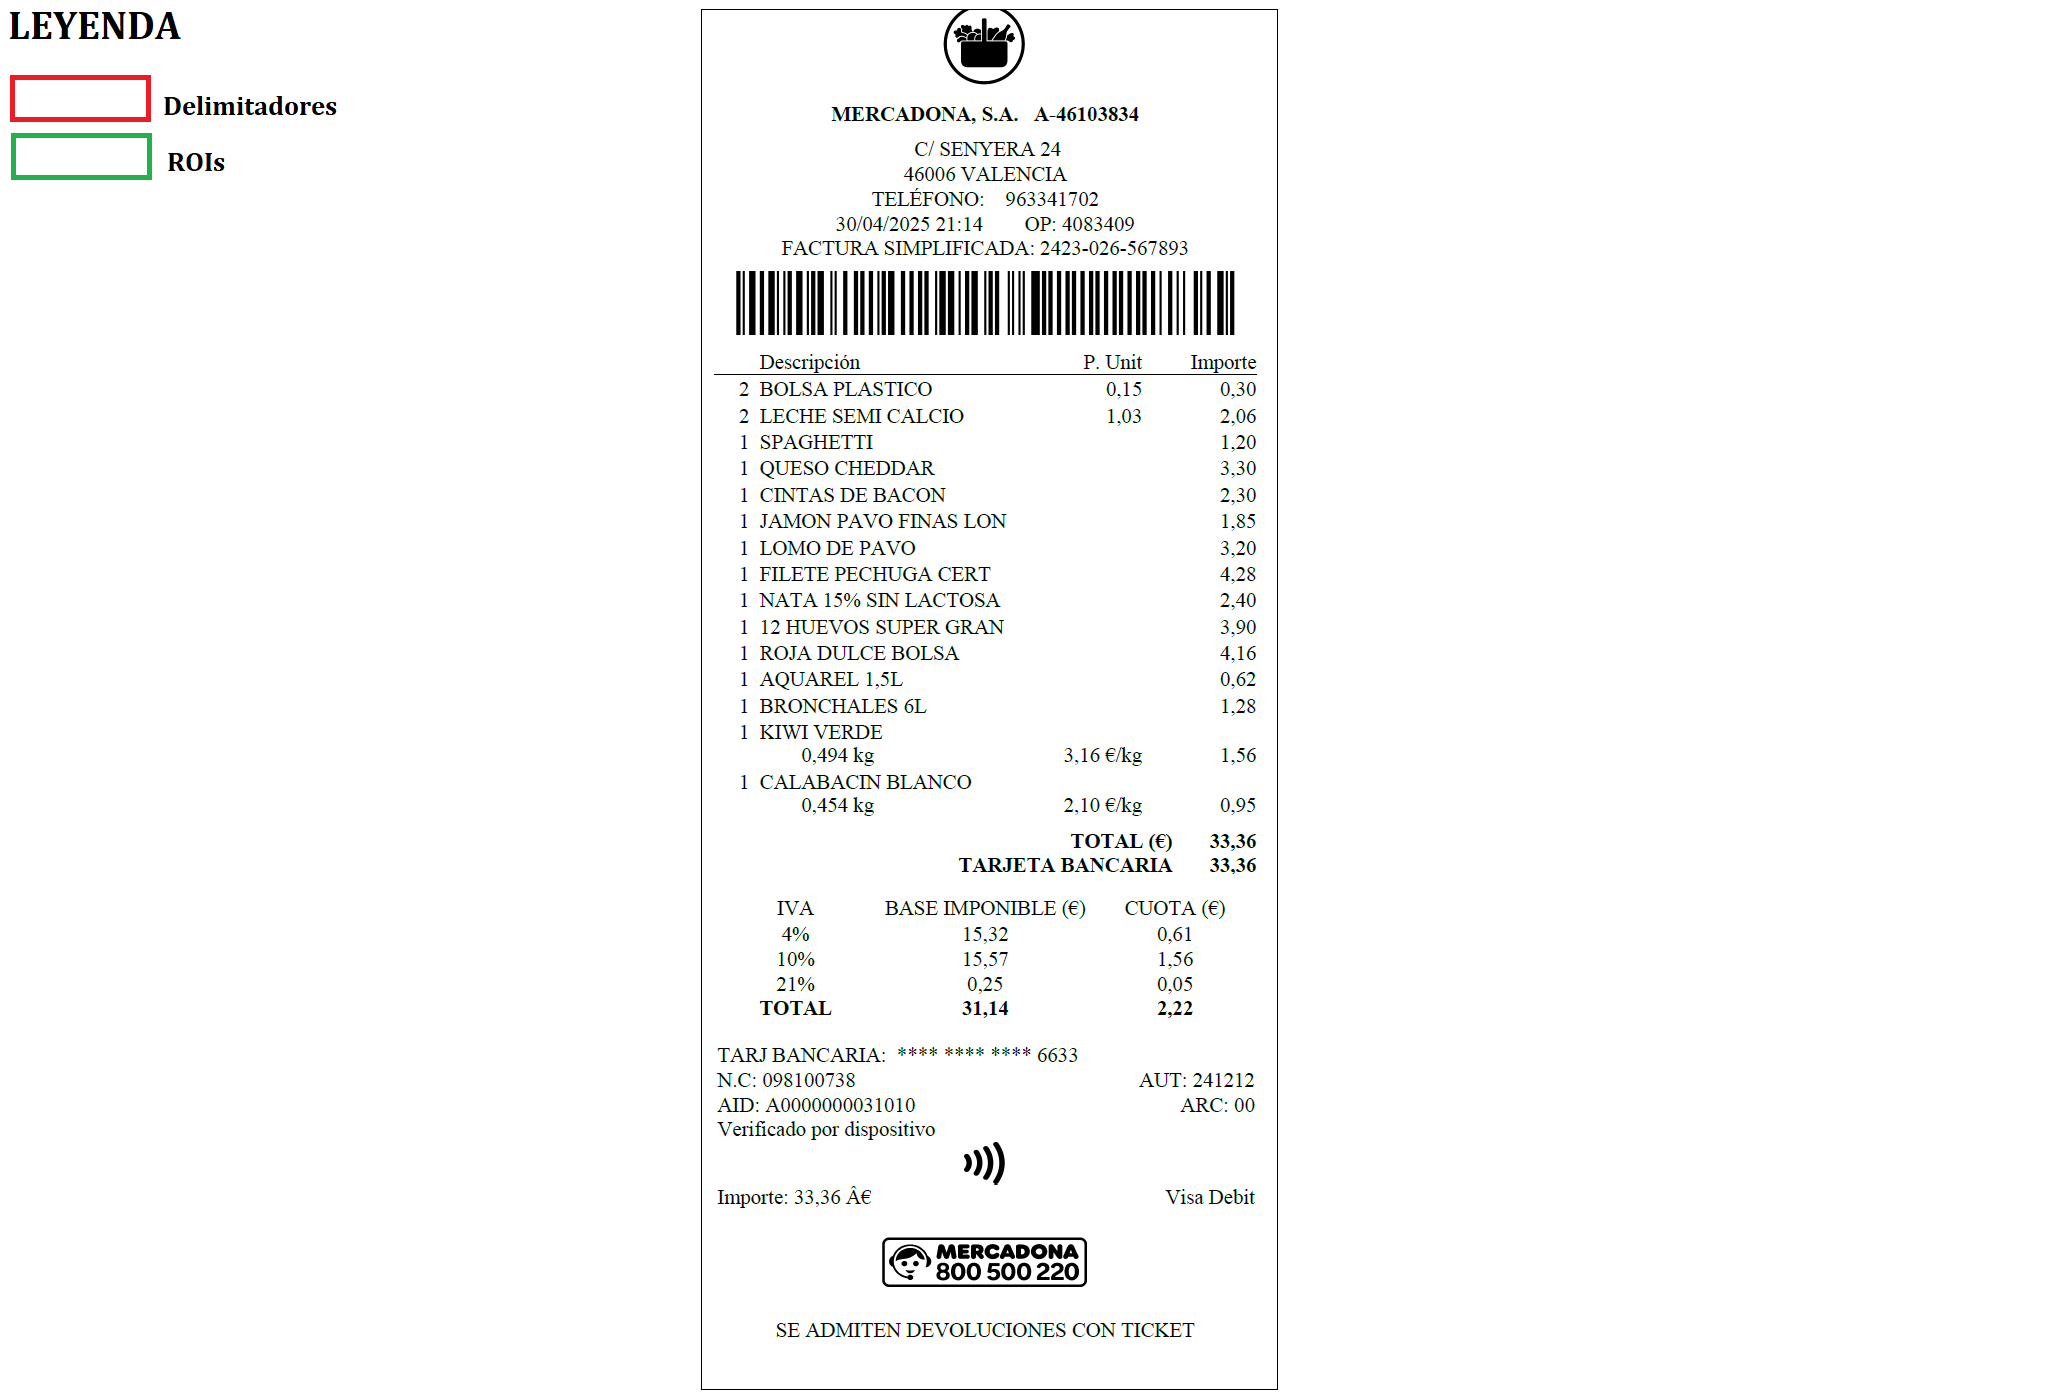 LEYENDA
Delimitadores
ROIs
MERCADONA, S.A. A-46103834
C/ SENYERA 24
46006 VALENCIA
TELÉFONO: 963341702
30/04/2025 21:14 OP: 4083409
FACTURA SIMPLIFICADA: 2423-026-567893
Descripción P. Unit Importe
2 BOLSA PLASTICO 0,15 0,30
2 LECHE SEMI CALCIO 1,03 2,06
1 SPAGHETTI 1,20
1 QUESO CHEDDAR 3,30
1 CINTAS DE BACON 2,30
1 JAMON PAVO FINAS LON 1,85
1 LOMO DE PAVO 3,20
1 FILETE PECHUGA CERT 4,28
1 NATA 15% SIN LACTOSA 2,40
1 12 HUEVOS SUPER GRAN 3,90
1 ROJA DULCE BOLSA 4,16
1 AQUAREL 1,5L 0,62
1 BRONCHALES 6L 1,28
1 KIWI VERDE
0,494 kg 3,16 €/kg 1,56
1 CALABACIN BLANCO
0,454 kg 2,10 €/kg 0,95
TOTAL (€) 33,36
TARJETA BANCARIA 33,36
IVA BASE IMPONIBLE (€) CUOTA (€)
4% 15,32 0,61
10% 15,57 1,56
21% 0,25 0,05
TOTAL 31,14 2,22
TARJ BANCARIA: **** **** **** 6633
N.C: 098100738 AUT: 241212
AID: A0000000031010 ARC: 00
Verificado por dispositivo
Importe: 33,36 Â€ Visa Debit
MERCADONA
800 500 220
SE ADMITEN DEVOLUCIONES CON TICKET